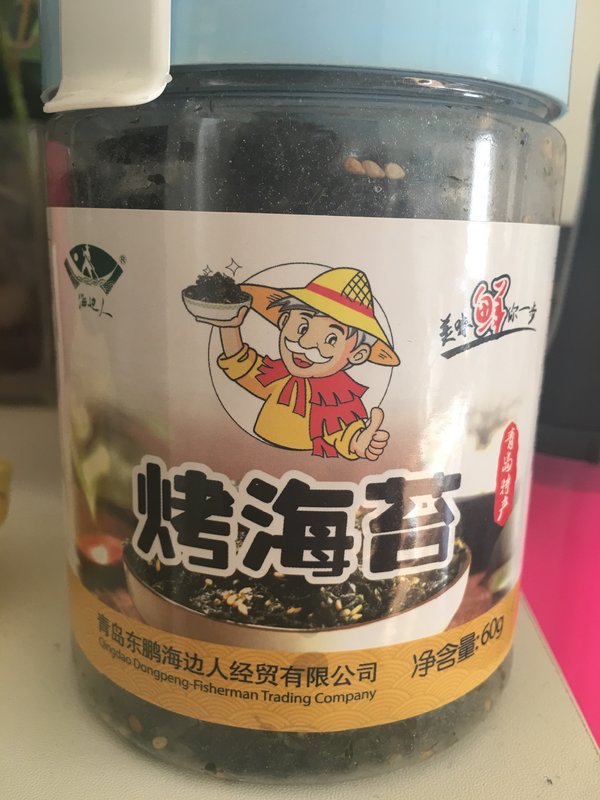 海边人
®
美味鲜你一步
青岛特产
烤海苔
青岛东鹏海边人经贸有限公司
Qingdao Dongpeng-Fisherman Trading Company
净含量:60g